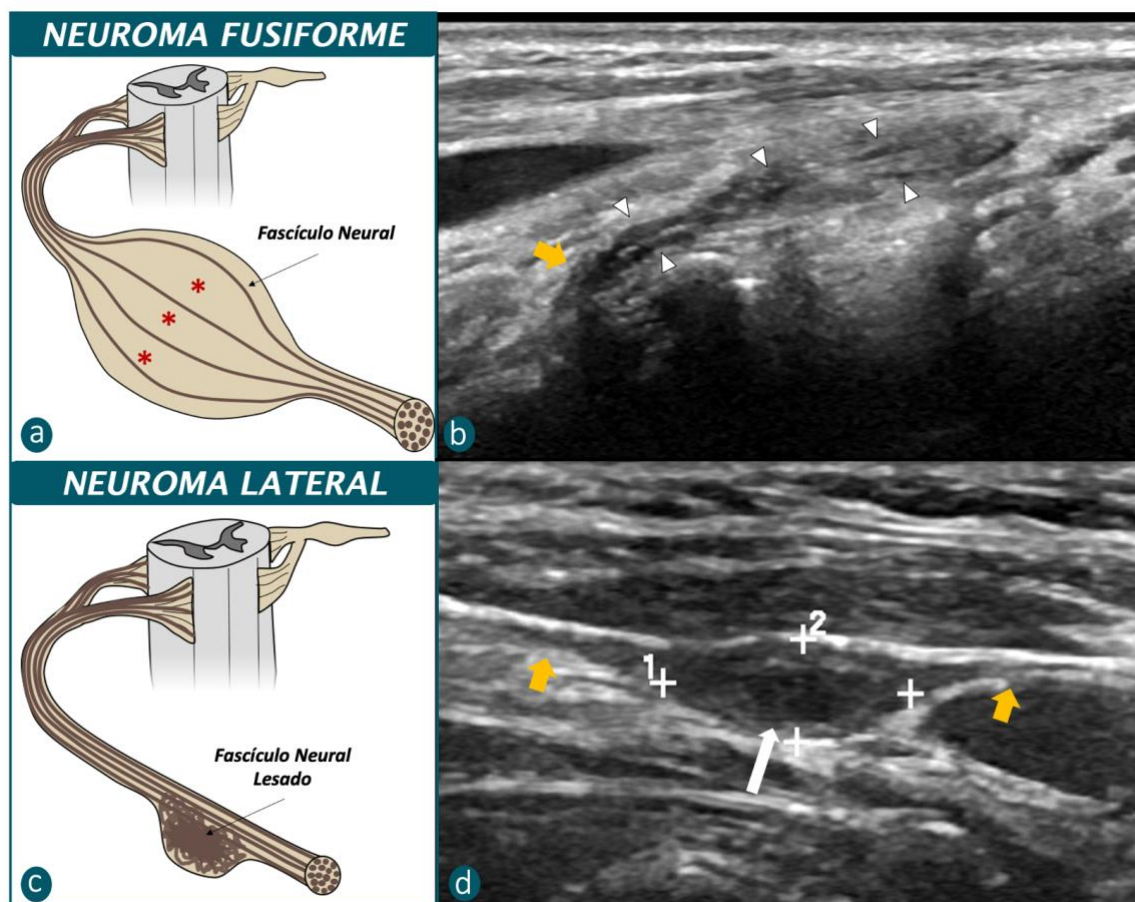 NEUROMA FUSIFORME
Fascículo Neural
* 
*
*
a
b
NEUROMA LATERAL
Fascículo Neural
Lesado
c
1
2
d